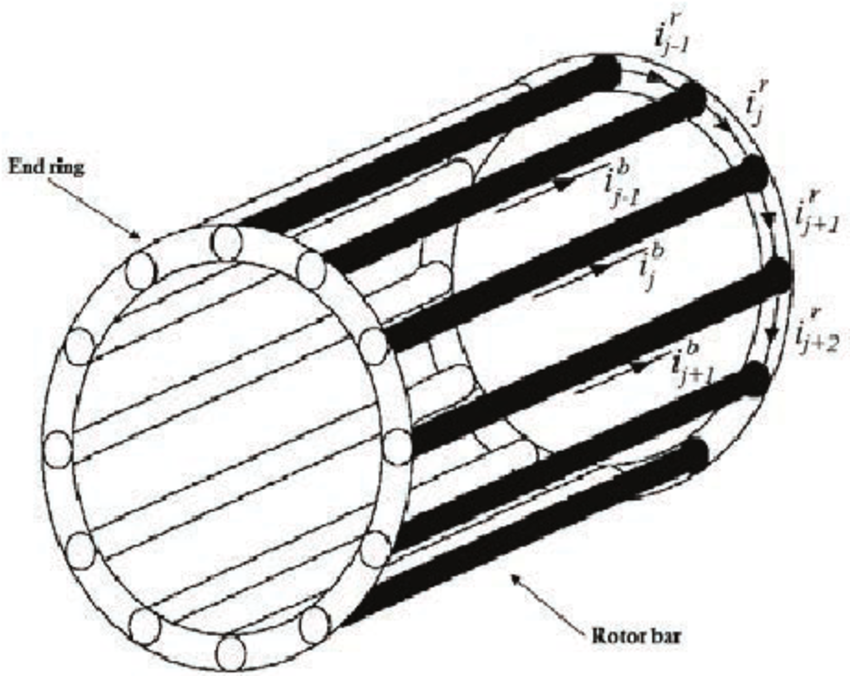 i^r_{j-1}
i^r_j
End ring
i^b_{j-1}
i^r_{j+1}
i^b_j
i^r_{j+2}
i^b_{j+1}
Rotor bar